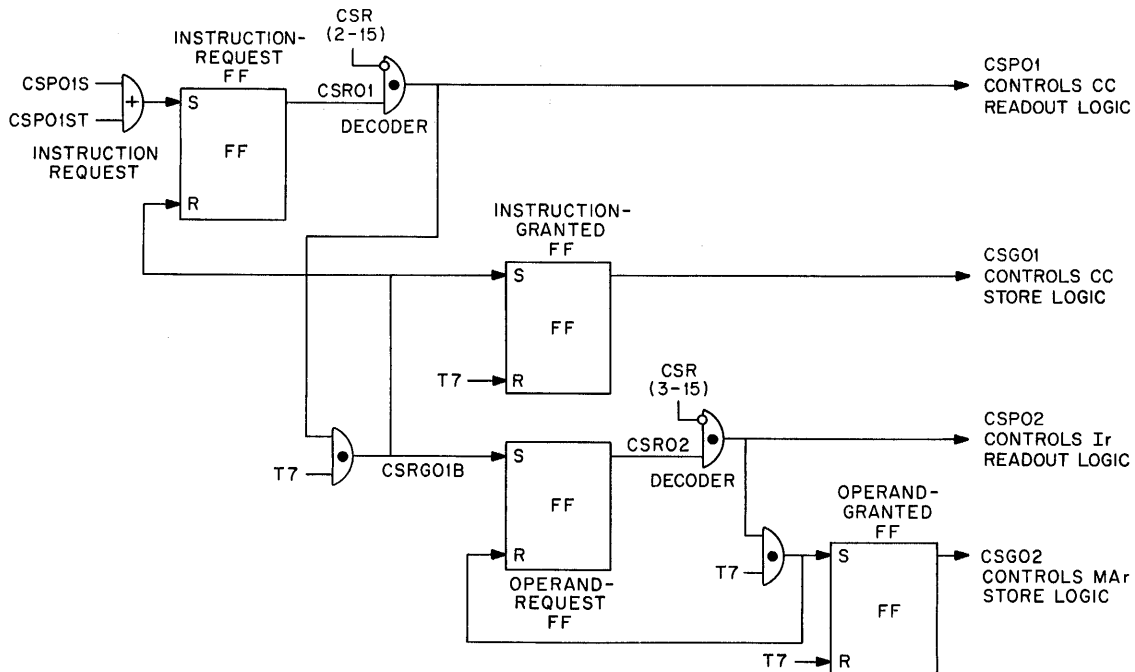 CSR
(2-15)
INSTRUCTION-
REQUEST
FF
CSPO1S
CSPO1ST
+
INSTRUCTION
REQUEST
S
FF
R
CSRO1
DECODER
CSPO1
CONTROLS CC
READOUT LOGIC
INSTRUCTION-
GRANTED
FF
S
FF
T7
R
CSGO1
CONTROLS CC
STORE LOGIC
CSR
(3-15)
T7
CSRGO1B
S
FF
R
OPERAND-
REQUEST
FF
CSRO2
DECODER
CSPO2
CONTROLS Ir
READOUT LOGIC
OPERAND-
GRANTED
FF
T7
S
FF
T7
R
CSGO2
CONTROLS MAr
STORE LOGIC